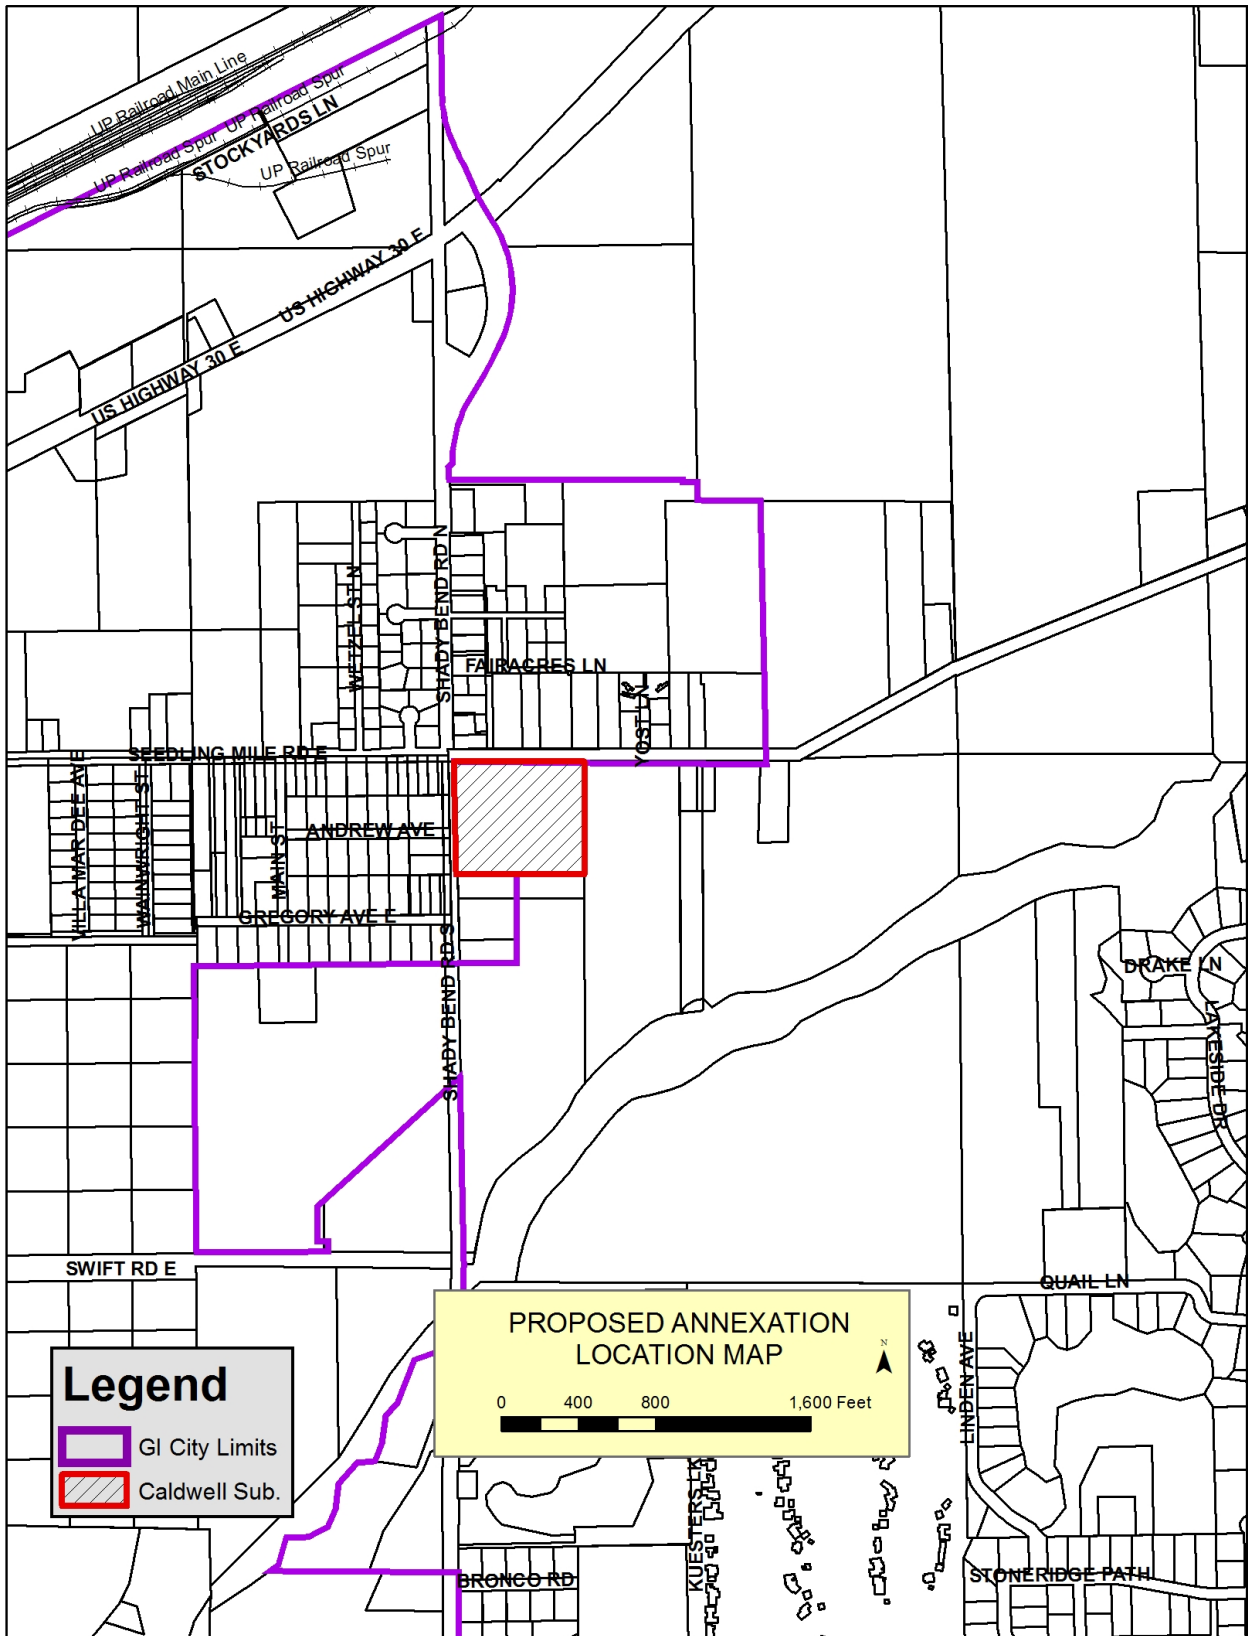 UP Railroad Main Line
UP Railroad Spur
UP Railroad Spur
STOCKYARDS LN
UP Railroad Spur
US HIGHWAY 30 E
US HIGHWAY 30 E
SHADY BEND RD N
WETZEL ST N
FAIRACRES LN
YOST LN
SEEDLING MILE RD E
VILLA MAR DEE AVE
WAINWRIGHT ST
MAIN ST
ANDREW AVE
GREGORY AVE E
SHADY BEND RD S
DRAKE LN
LAKESIDE DR
SWIFT RD E
QUAIL LN
PROPOSED ANNEXATION
LOCATION MAP
N
0 400 800 1,600 Feet
LINDEN AVE
Legend
GI City Limits
Caldwell Sub.
KUESTERS LK
BRONCO RD
STONERIDGE PATH